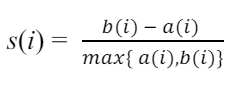 s(i) = b(i) − a(i)
max{ a(i),b(i)}